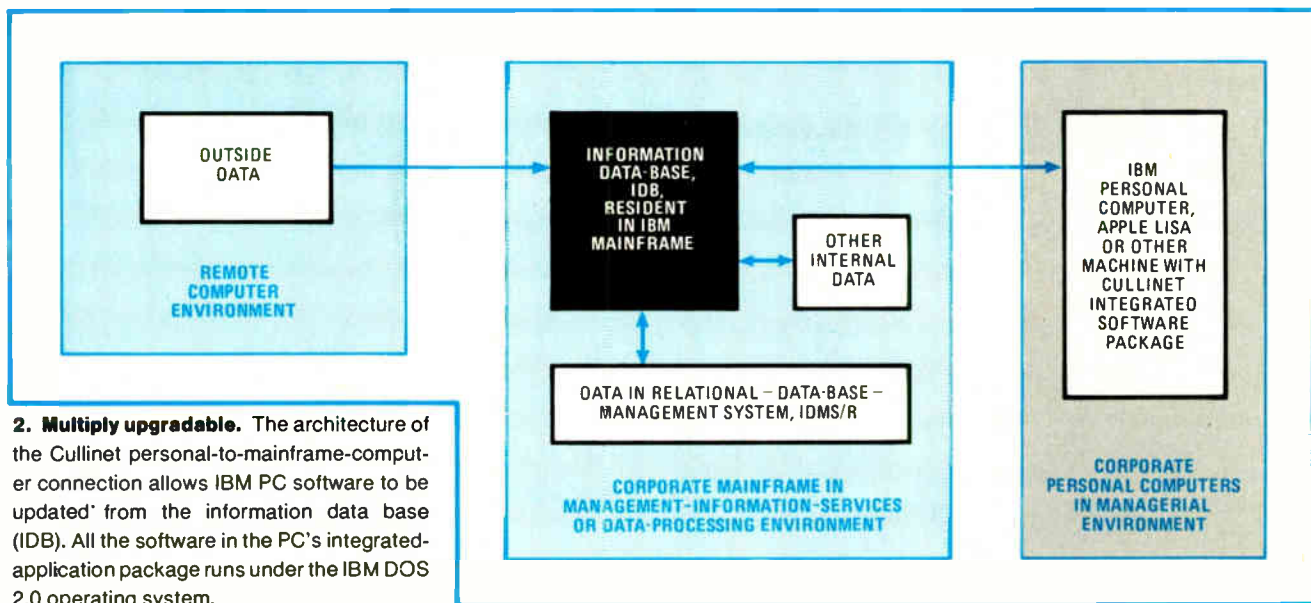 OUTSIDE
DATA
REMOTE
COMPUTER
ENVIRONMENT
INFORMATION
DATA-BASE,
IDB,
RESIDENT
IN IBM
MAINFRAME
OTHER
INTERNAL
DATA
DATA IN RELATIONAL – DATA-BASE –
MANAGEMENT SYSTEM, IDMS/R
CORPORATE MAINFRAME IN
MANAGEMENT-INFORMATION-SERVICES
OR DATA-PROCESSING ENVIRONMENT
IBM
PERSONAL
COMPUTER,
APPLE LISA
OR OTHER
MACHINE WITH
CULLINET
INTEGRATED
SOFTWARE
PACKAGE
CORPORATE
PERSONAL COMPUTERS
IN MANAGERIAL
ENVIRONMENT
2. Multiply upgradable. The architecture of
the Cullinet personal-to-mainframe-comput-
er connection allows IBM PC software to be
updated from the information data base
(IDB). All the software in the PC's integrated-
application package runs under the IBM DOS
2.0 operating system.